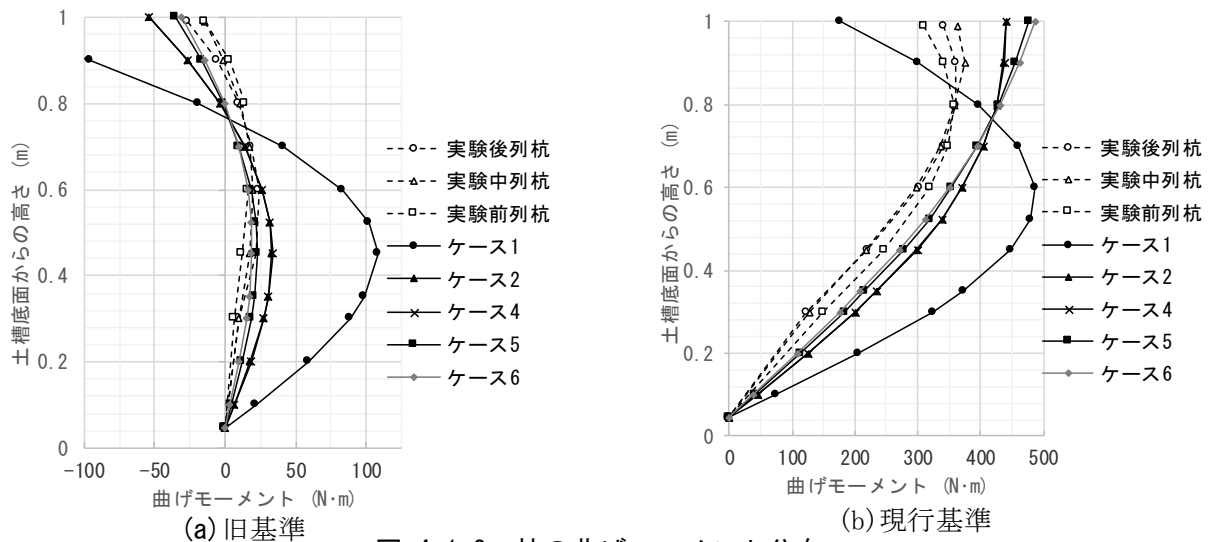 1
0.8
0.6
0.4
0.2
0
-100
-50
0
50
100
土槽底面からの高さ (m)
曲げモーメント (N·m)
実験後列杭
実験中列杭
実験前列杭
ケース1
ケース2
ケース4
ケース5
ケース6
(a)旧基準
1
0.8
0.6
0.4
0.2
0
0
100
200
300
400
500
土槽底面からの高さ (m)
曲げモーメント (N·m)
実験後列杭
実験中列杭
実験前列杭
ケース1
ケース2
ケース4
ケース5
ケース6
(b)現行基準